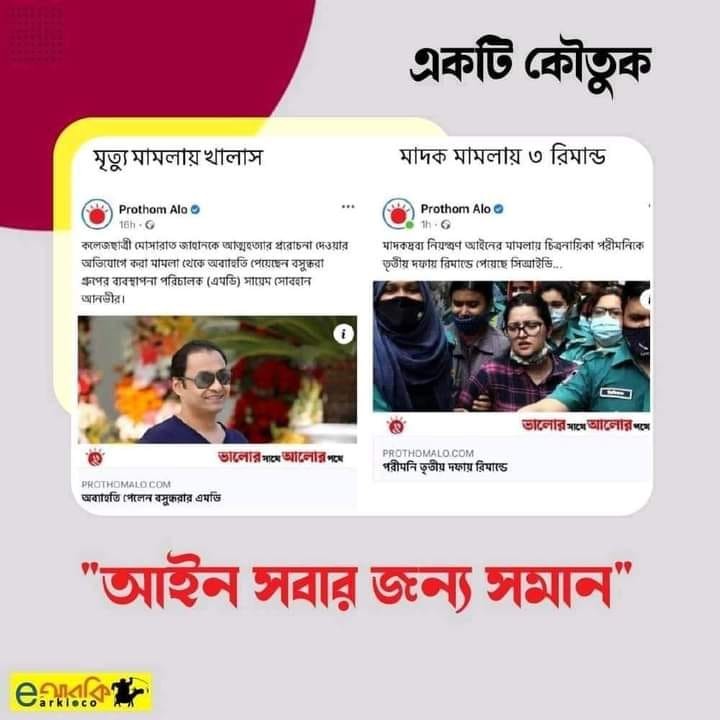 একটি কৌতুক
মৃত্যু মামলায় খালাস
Prothom Alo
16h
কলেজছাত্রী মোসারাত জাহানকে আত্মহত্যার প্ররোচনা দেওয়ার
অভিযোগে করা মামলা থেকে অব্যাহতি পেয়েছেন বসুন্ধরা
গ্রুপের ব্যবস্থাপনা পরিচালক (এমডি) সায়েম সোবহান
আনভীর।
ভালোর সাথে আলোর পথে
PROTHOMALO.COM
অব্যাহতি পেলেন বসুন্ধরার এমডি
মাদক মামলায় ৩ রিমান্ড
Prothom Alo
1h
মাদকদ্রব্য নিয়ন্ত্রণ আইনের মামলায় চিত্রনায়িকা পরীমনিকে
তৃতীয় দফায় রিমান্ডে পেয়েছে সিআইডি...
ভালোর সাথে আলোর পথে
PROTHOMALO.COM
পরীমনি তৃতীয় দফায় রিমান্ডে
"আইন সবার জন্য সমান"
eআরকি
earkiaco